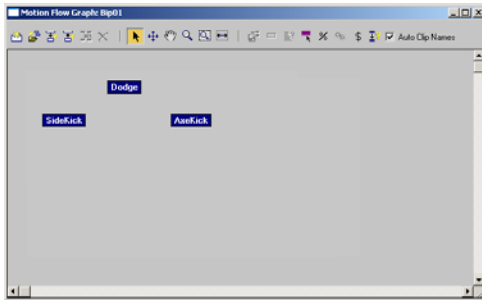 Motion Flow Graph: Bip01
Auto Clip Names
Dodge
SideKick
AxeKick